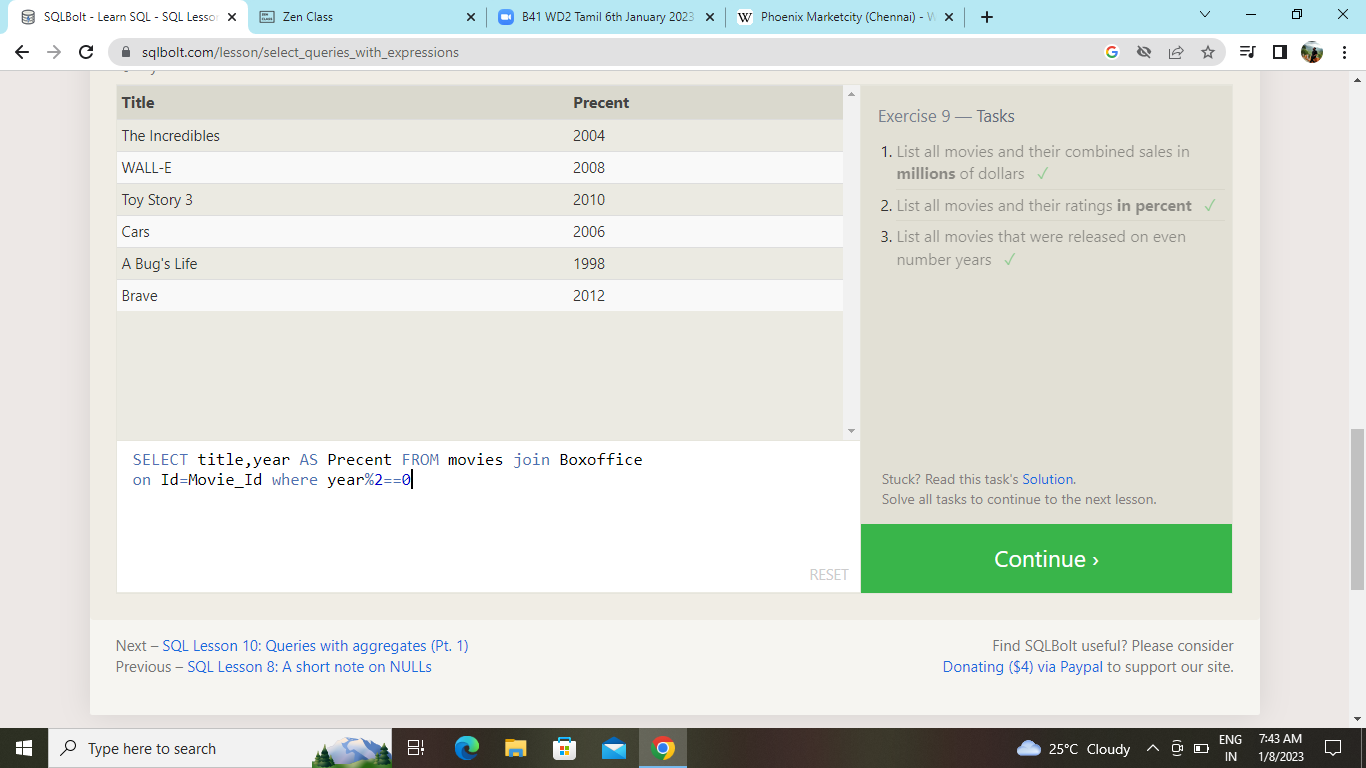 SQLBolt - Learn SQL - SQL Lesson
Zen Class
B41 WD2 Tamil 6th January 2023
Phoenix Marketcity (Chennai) - W
sqlbolt.com/lesson/select_queries_with_expressions
Title Precent
The Incredibles 2004
WALL-E 2008
Toy Story 3 2010
Cars 2006
A Bug's Life 1998
Brave 2012
SELECT title,year AS Precent FROM movies join Boxoffice
on Id=Movie_Id where year%2==0
RESET
Exercise 9 — Tasks
1. List all movies and their combined sales in
millions of dollars ✓
2. List all movies and their ratings in percent ✓
3. List all movies that were released on even
number years ✓
Stuck? Read this task's Solution.
Solve all tasks to continue to the next lesson.
Continue ›
Next – SQL Lesson 10: Queries with aggregates (Pt. 1)
Previous – SQL Lesson 8: A short note on NULLs
Find SQLBolt useful? Please consider
Donating ($4) via Paypal to support our site.
Type here to search
25°C Cloudy
ENG
IN
7:43 AM
1/8/2023